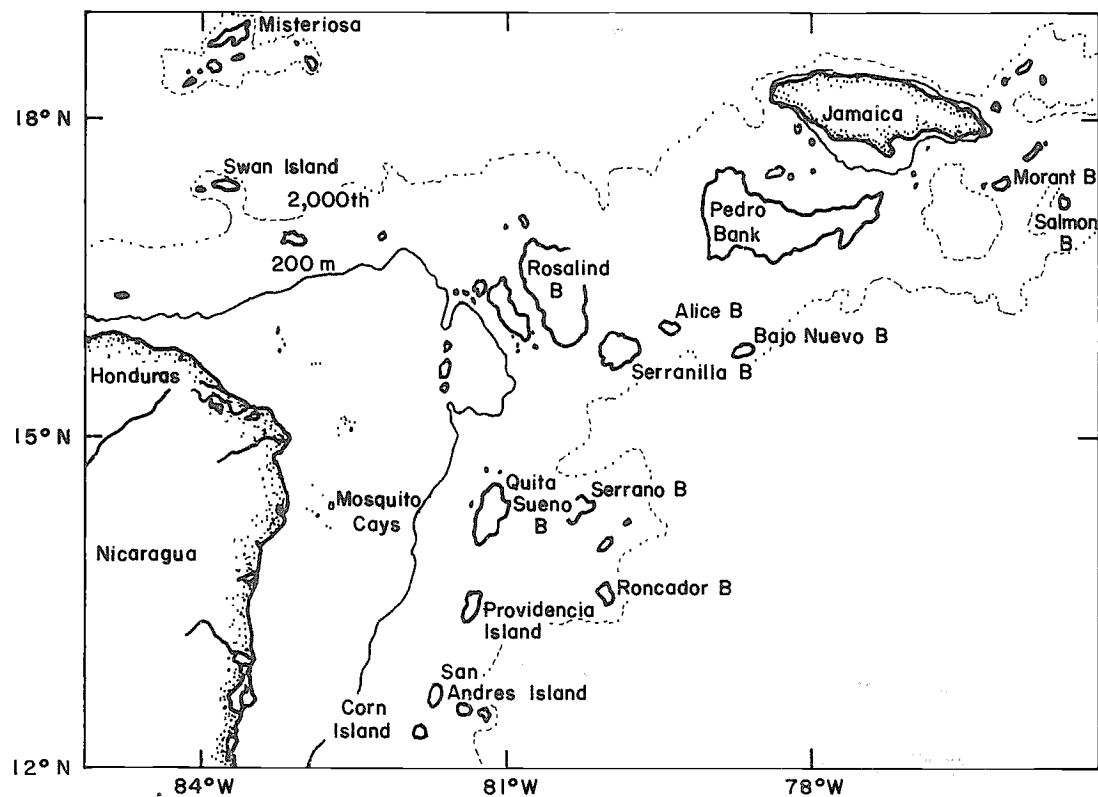 Misteriosa
18°N
Jamaica
Swan Island
2,000th
Morant B
Pedro
Bank
Salmon
B
200 m
Rosalind
B
Alice B
Bajo Nuevo B
Serranilla B
Honduras
15°N
Quita
Sueno
B
Serrano B
Mosquito
Cays
Nicaragua
Roncador B
Providencia
Island
San
Andres Island
Corn
Island
12°N
84°W
81°W
78°W